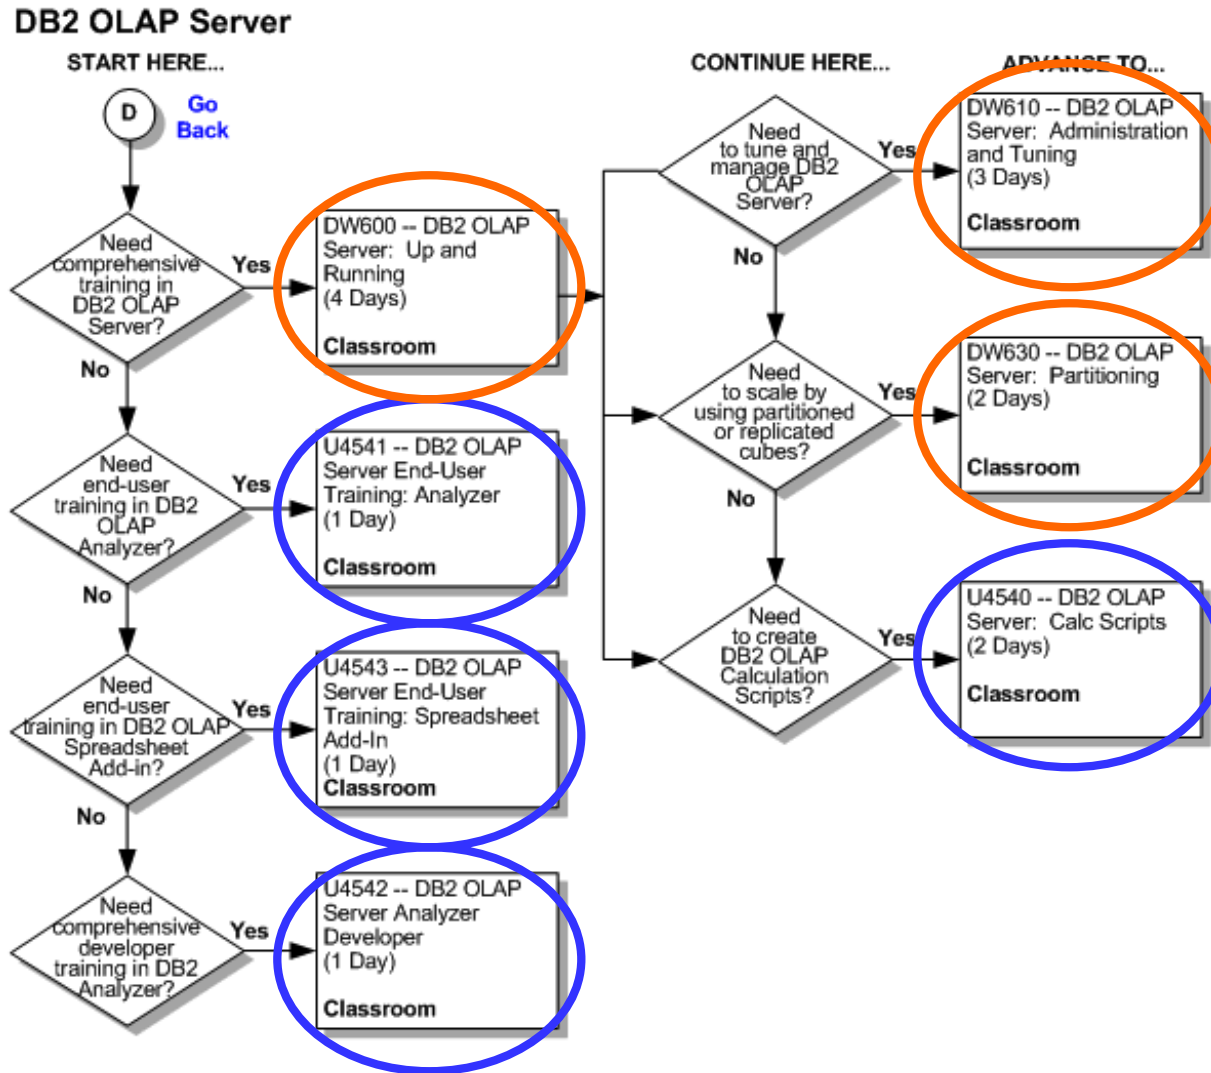 DB2 OLAP Server
START HERE...
D
Go
Back
Need
comprehensive
training in
DB2 OLAP
Server?
Yes
DW600 -- DB2 OLAP
Server:  Up and
Running
(4 Days)
Classroom
No
Need
end-user
training in DB2
OLAP
Analyzer?
Yes
U4541 -- DB2 OLAP
Server End-User
Training: Analyzer
(1 Day)
Classroom
No
Need
end-user
training in DB2 OLAP
Spreadsheet
Add-in?
Yes
U4543 -- DB2 OLAP
Server End-User
Training: Spreadsheet
Add-In
(1 Day)
Classroom
No
Need
comprehensive
developer
training in DB2
Analyzer?
Yes
U4542 -- DB2 OLAP
Server Analyzer
Developer
(1 Day)
Classroom
CONTINUE HERE...
Need
to tune and
manage DB2
OLAP
Server?
Yes
No
Need
to scale by
using partitioned
or replicated
cubes?
Yes
No
Need
to create
DB2 OLAP
Calculation
Scripts?
Yes
ADVANCE TO...
DW610 -- DB2 OLAP
Server:  Administration
and Tuning
(3 Days)
Classroom
DW630 -- DB2 OLAP
Server:  Partitioning
(2 Days)
Classroom
U4540 -- DB2 OLAP
Server:  Calc Scripts
(2 Days)
Classroom